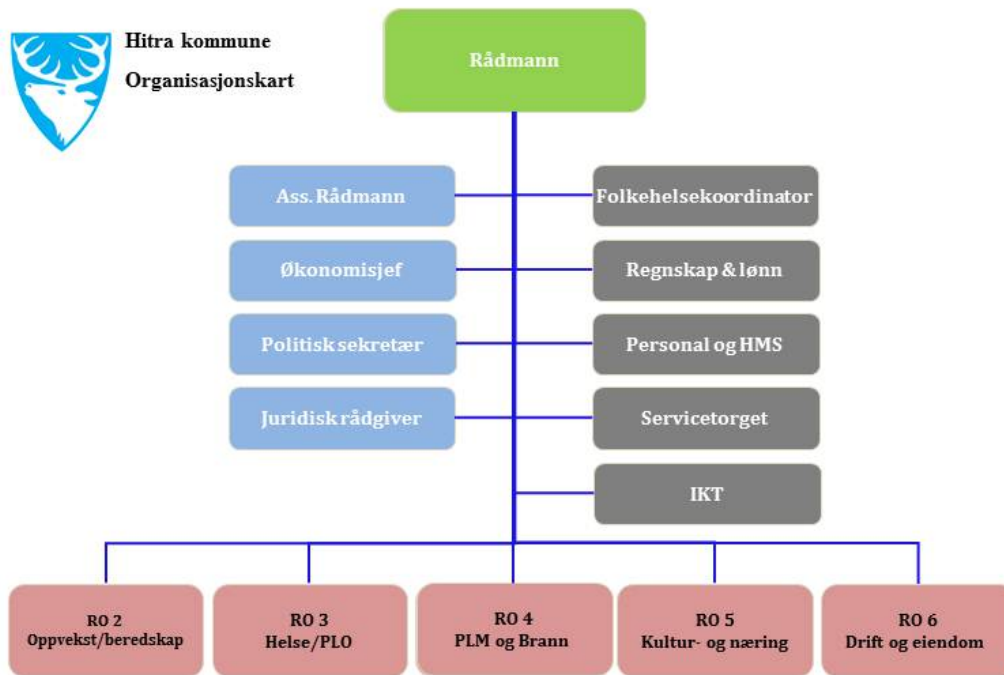 Hitra kommune
Organisasjonskart
Rådmann
Ass. Rådmann
Folkehelsekoordinator
Økonomisjef
Regnskap & lønn
Politisk sekretær
Personal og HMS
Juridisk rådgiver
Servicetorget
IKT
RO 2
Oppvekst/beredskap
RO 3
Helse/PLO
RO 4
PLM og Brann
RO 5
Kultur- og næring
RO 6
Drift og eiendom